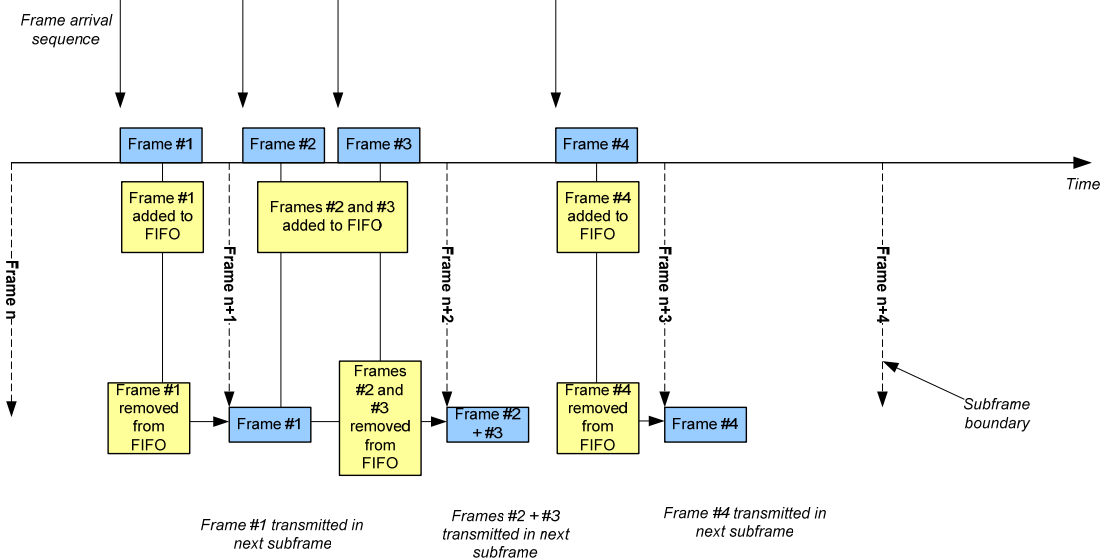 Frame arrival
sequence
Frame #1
Frame #2
Frame #3
Frame #4
Time
Frame #1
added to
FIFO
Frames #2 and #3
added to FIFO
Frame #4
added to
FIFO
Frame n
Frame n+1
Frame n+2
Frame n+3
Frame n+4
Frame #1
removed
from
FIFO
Frame #1
Frames
#2 and
#3
removed
from
FIFO
Frame #2
+ #3
Frame #4
removed
from
FIFO
Frame #4
Subframe
boundary
Frame #1 transmitted in
next subframe
Frames #2 + #3
transmitted in next
subframe
Frame #4 transmitted in
next subframe